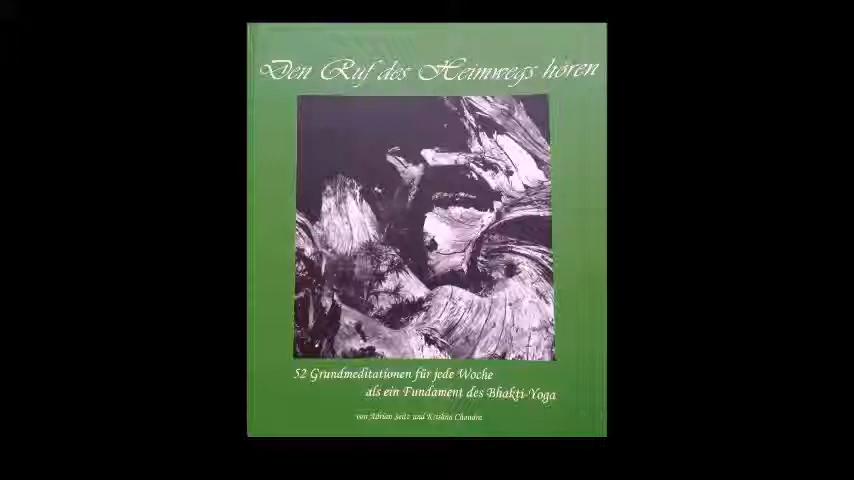 Den Ruf des Heimwegs hören
52 Grundmeditationen für jede Woche
als ein Fundament des Bhakti-Yoga
von Adrian Seitz und Krishna Chandra